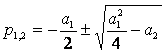 p₁,₂ = −a₁/2 ± √(a₁²/4 − a₂)